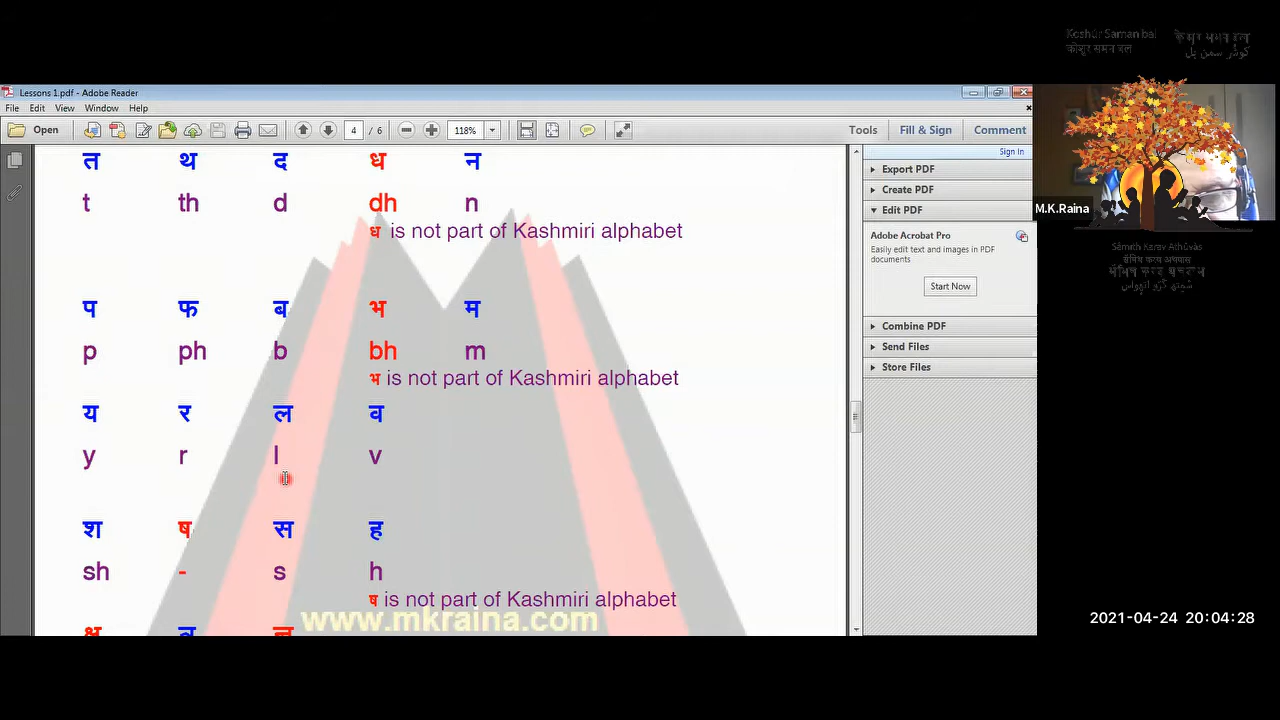 Koshur Saman bal
कोशुर समन बल
Lessons 1.pdf - Adobe Reader
File Edit View Window Help
Open 4 / 6 118% Tools Fill & Sign Comment
Sign In
Export PDF
Create PDF
Edit PDF
Adobe Acrobat Pro
Easily edit text and images in PDF
documents
Start Now
Combine PDF
Send Files
Store Files
त थ द ध न
t th d dh n
ध is not part of Kashmiri alphabet
प फ ब भ म
p ph b bh m
भ is not part of Kashmiri alphabet
य र ल व
y r l v
श ष स ह
sh - s h
ष is not part of Kashmiri alphabet
www.mkraina.com
M.K.Raina
2021-04-24 20:04:28